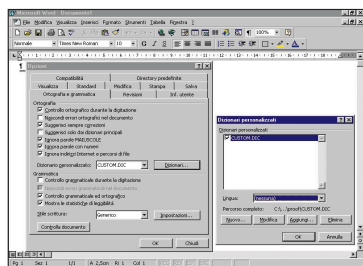 Microsoft Word - Documento1
File Modifica Visualizza Inserisci Formato Strumenti Tabella Finestra ?
100%
Normale Times New Roman 10 G C S
Opzioni
Compatibilità Directory predefinite
Visualizza Standard Modifica Stampa Salva
Ortografia e grammatica Revisioni Inf. utente
Ortografia
Controllo ortografico durante la digitazione
Nascondi errori ortografici nel documento
Suggerisci sempre correzioni
Suggerisci solo da dizionari principali
Ignora parole MAIUSCOLE
Ignora parole con numeri
Ignora indirizzi Internet e percorsi di file
Dizionario personalizzato: CUSTOM.DIC Dizionari...
Grammatica
Controllo grammaticale durante la digitazione
Nascondi errori grammaticali nel documento
Controllo grammaticale ed ortografico
Mostra le statistiche di leggibilità
Stile scrittura: Generico Impostazioni...
Controlla documento
OK Chiudi
Dizionari personalizzati
Dizionari personalizzati
CUSTOM.DIC
Lingua: (nessuna)
Percorso completo: C:\...\proof\CUSTOM.DIC
Nuovo... Modifica Aggiungi... Elimina
OK Annulla
Pg 1 Sez 1 1/1 A 2,5cm Ri 1 Col 1